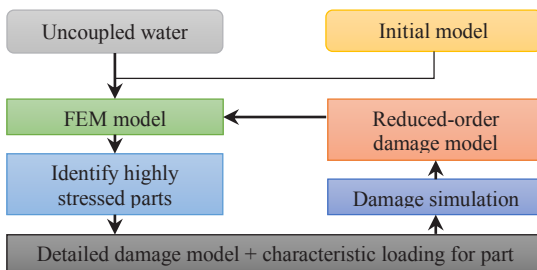 Uncoupled water
Initial model
FEM model
Reduced-order
damage model
Identify highly
stressed parts
Damage simulation
Detailed damage model + characteristic loading for part